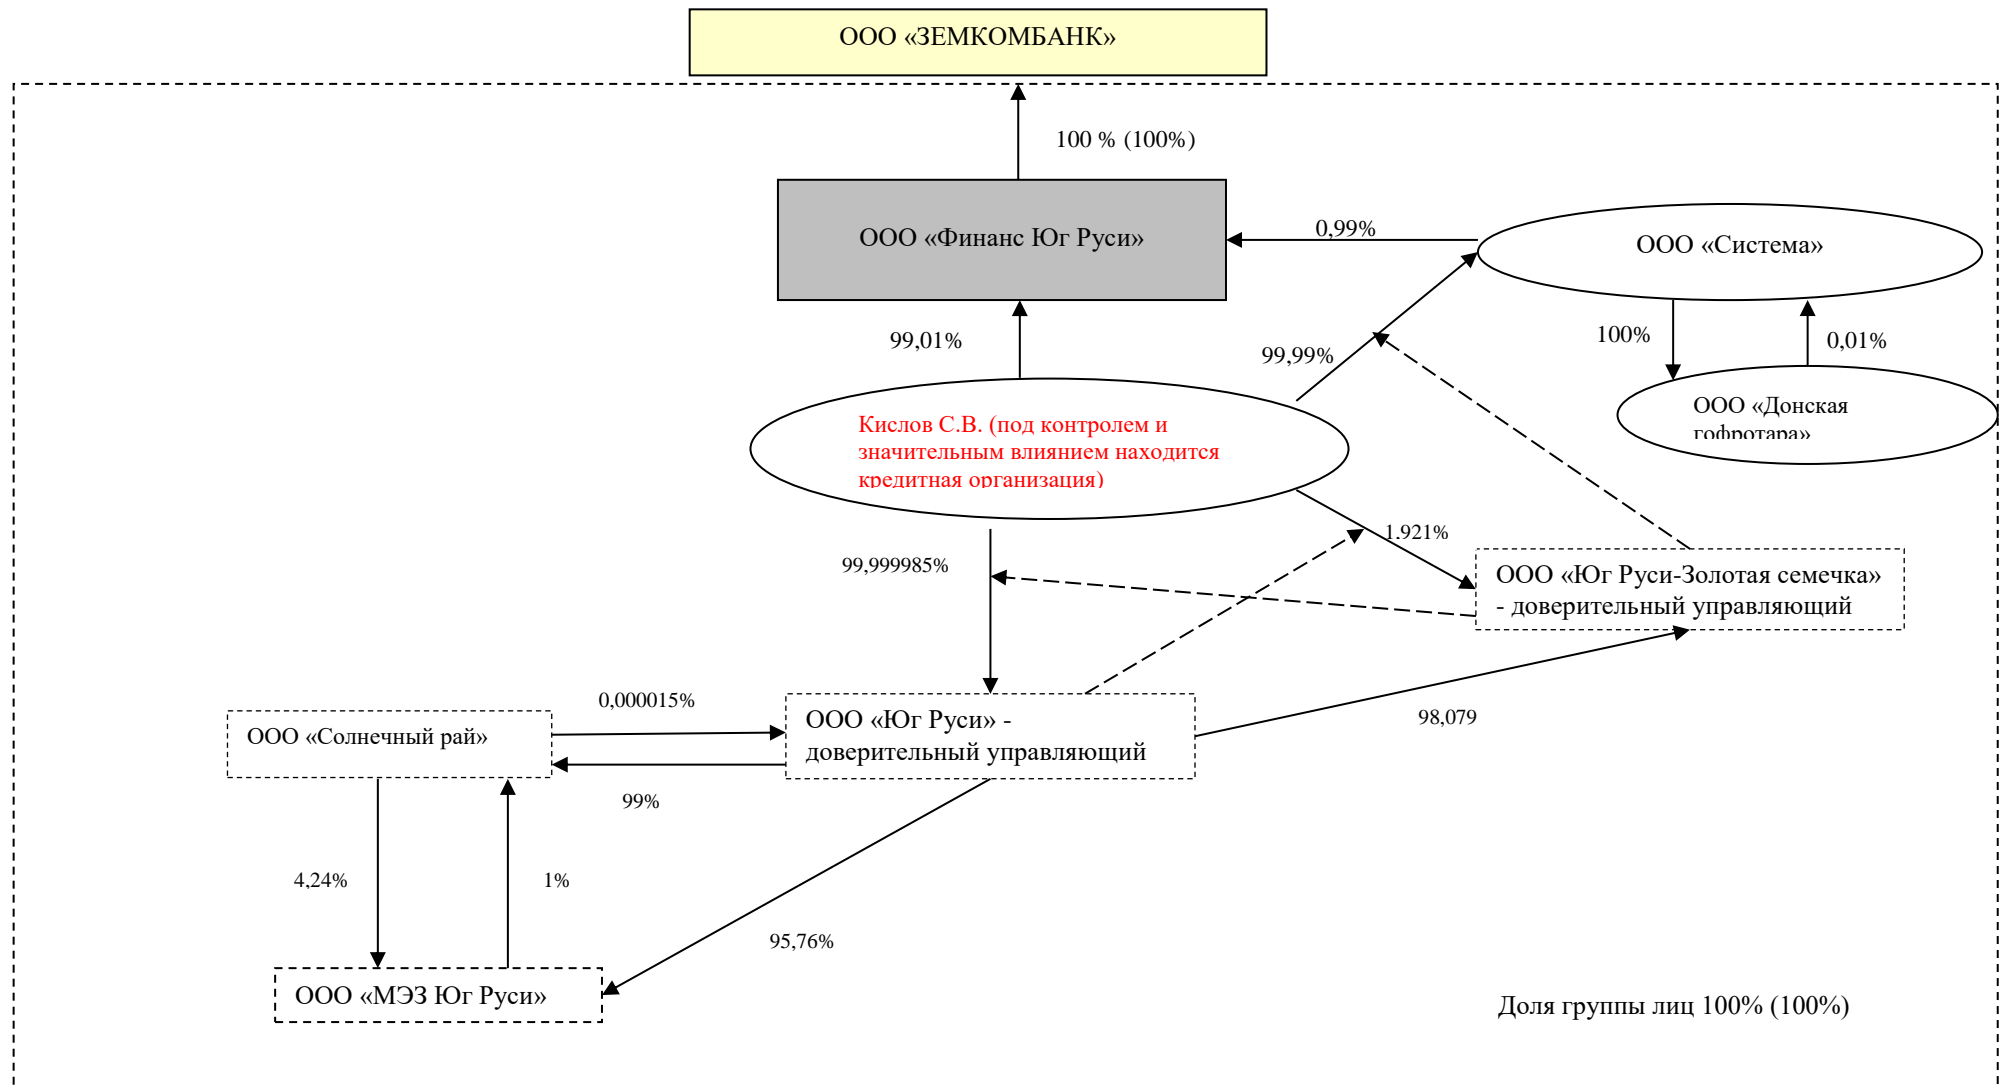 ООО «ЗЕМКОМБАНК»
100 % (100%)
ООО «Финанс Юг Руси»
0,99%
ООО «Система»
99,01%
99,99%
100%
0,01%
ООО «Донская
гофротара»
Кислов С.В. (под контролем и
значительным влиянием находится
кредитная организация)
1,921%
99,999985%
ООО «Юг Руси-Золотая семечка»
- доверительный управляющий
0,000015%
ООО «Солнечный рай»
ООО «Юг Руси» -
доверительный управляющий
98,079
99%
4,24%
1%
95,76%
ООО «МЭЗ Юг Руси»
Доля группы лиц 100% (100%)